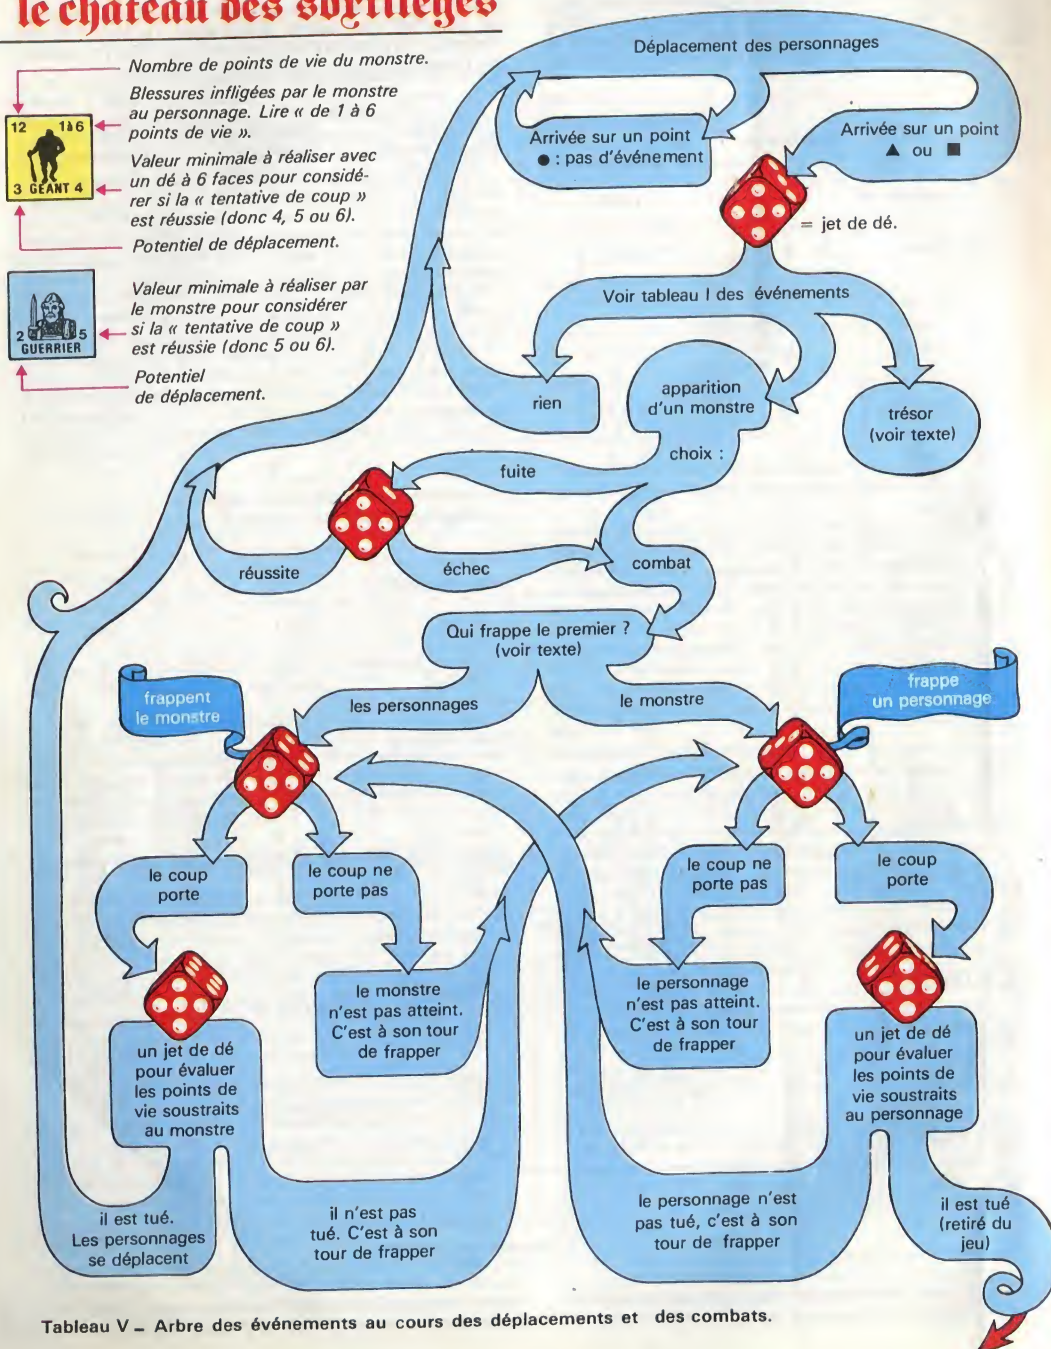 le château des sortilèges
Nombre de points de vie du monstre.
Blessures infligées par le monstre
au personnage. Lire « de 1 à 6
points de vie ».
Valeur minimale à réaliser avec
un dé à 6 faces pour considé-
rer si la « tentative de coup »
est réussie (donc 4, 5 ou 6).
Potentiel de déplacement.
12 1à6
3 GÉANT 4
Valeur minimale à réaliser par
le monstre pour considérer
si la « tentative de coup »
est réussie (donc 5 ou 6).
Potentiel
de déplacement.
2 5
GUERRIER
Déplacement des personnages
Arrivée sur un point
● : pas d'événement
Arrivée sur un point
▲ ou ■
= jet de dé.
Voir tableau I des événements
rien
apparition
d'un monstre
choix :
trésor
(voir texte)
fuite
réussite
échec
combat
Qui frappe le premier ?
(voir texte)
frappent
le monstre
les personnages
le monstre
frappe
un personnage
le coup
porte
le coup ne
porte pas
le coup ne
porte pas
le coup
porte
le monstre
n'est pas atteint.
C'est à son tour
de frapper
le personnage
n'est pas atteint.
C'est à son tour
de frapper
un jet de dé
pour évaluer
les points de
vie soustraits
au monstre
un jet de dé
pour évaluer
les points de
vie soustraits
au personnage
il est tué.
Les personnages
se déplacent
il n'est pas
tué. C'est à son
tour de frapper
le personnage n'est
pas tué, c'est à son
tour de frapper
il est tué
(retiré du
jeu)
Tableau V – Arbre des événements au cours des déplacements et des combats.